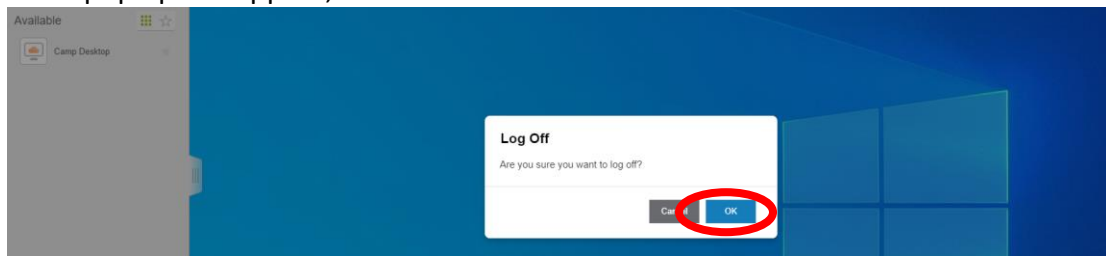 Available
Camp Desktop
Log Off
Are you sure you want to log off?
OK